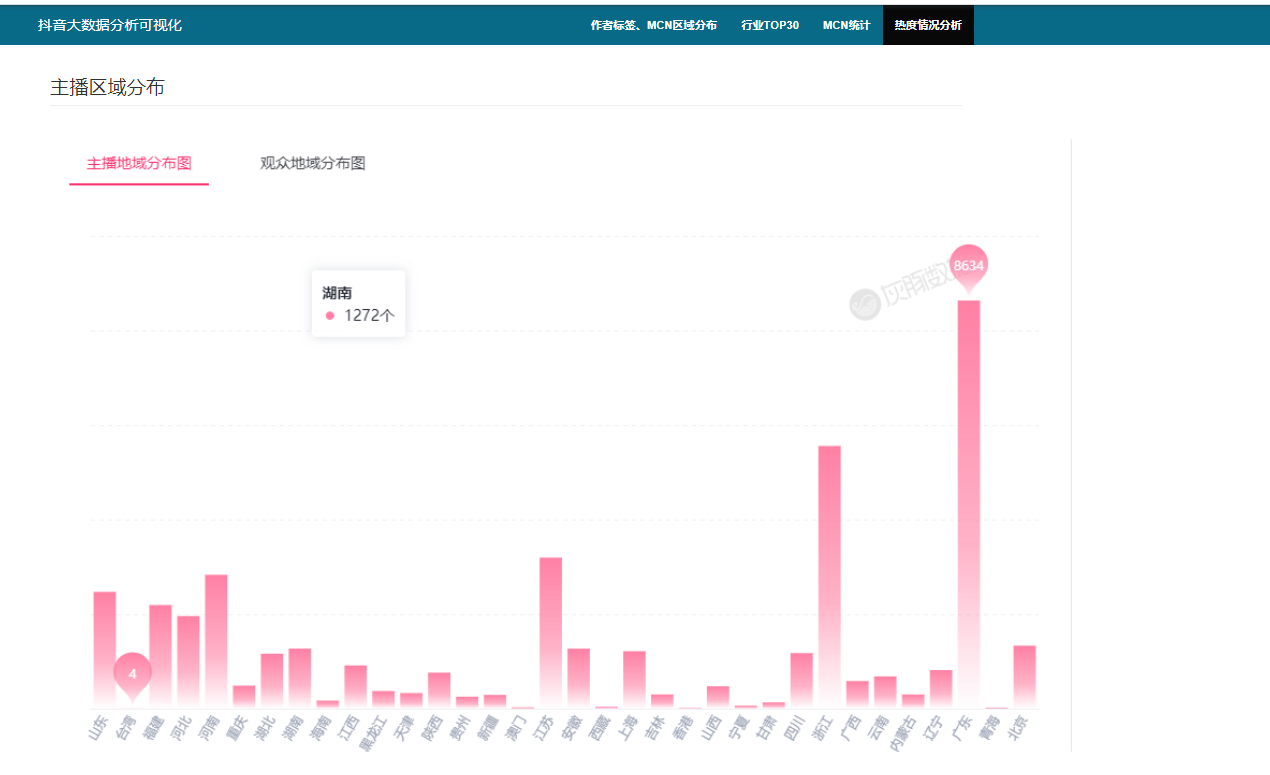 抖音大数据分析可视化
作者标签、MCN区域分布 行业TOP30 MCN统计 热度情况分析
主播区域分布
主播地域分布图 观众地域分布图
8634
灰豚数
湖南
1272个
4
山东 台湾 福建 河北 河南 重庆 湖北 湖南 海南 江西 黑龙江 天津 陕西 贵州 新疆 澳门 江苏 安徽 西藏 上海 吉林 香港 山西 宁夏 甘肃 四川 浙江 广西 云南 内蒙古 辽宁 广东 青海 北京